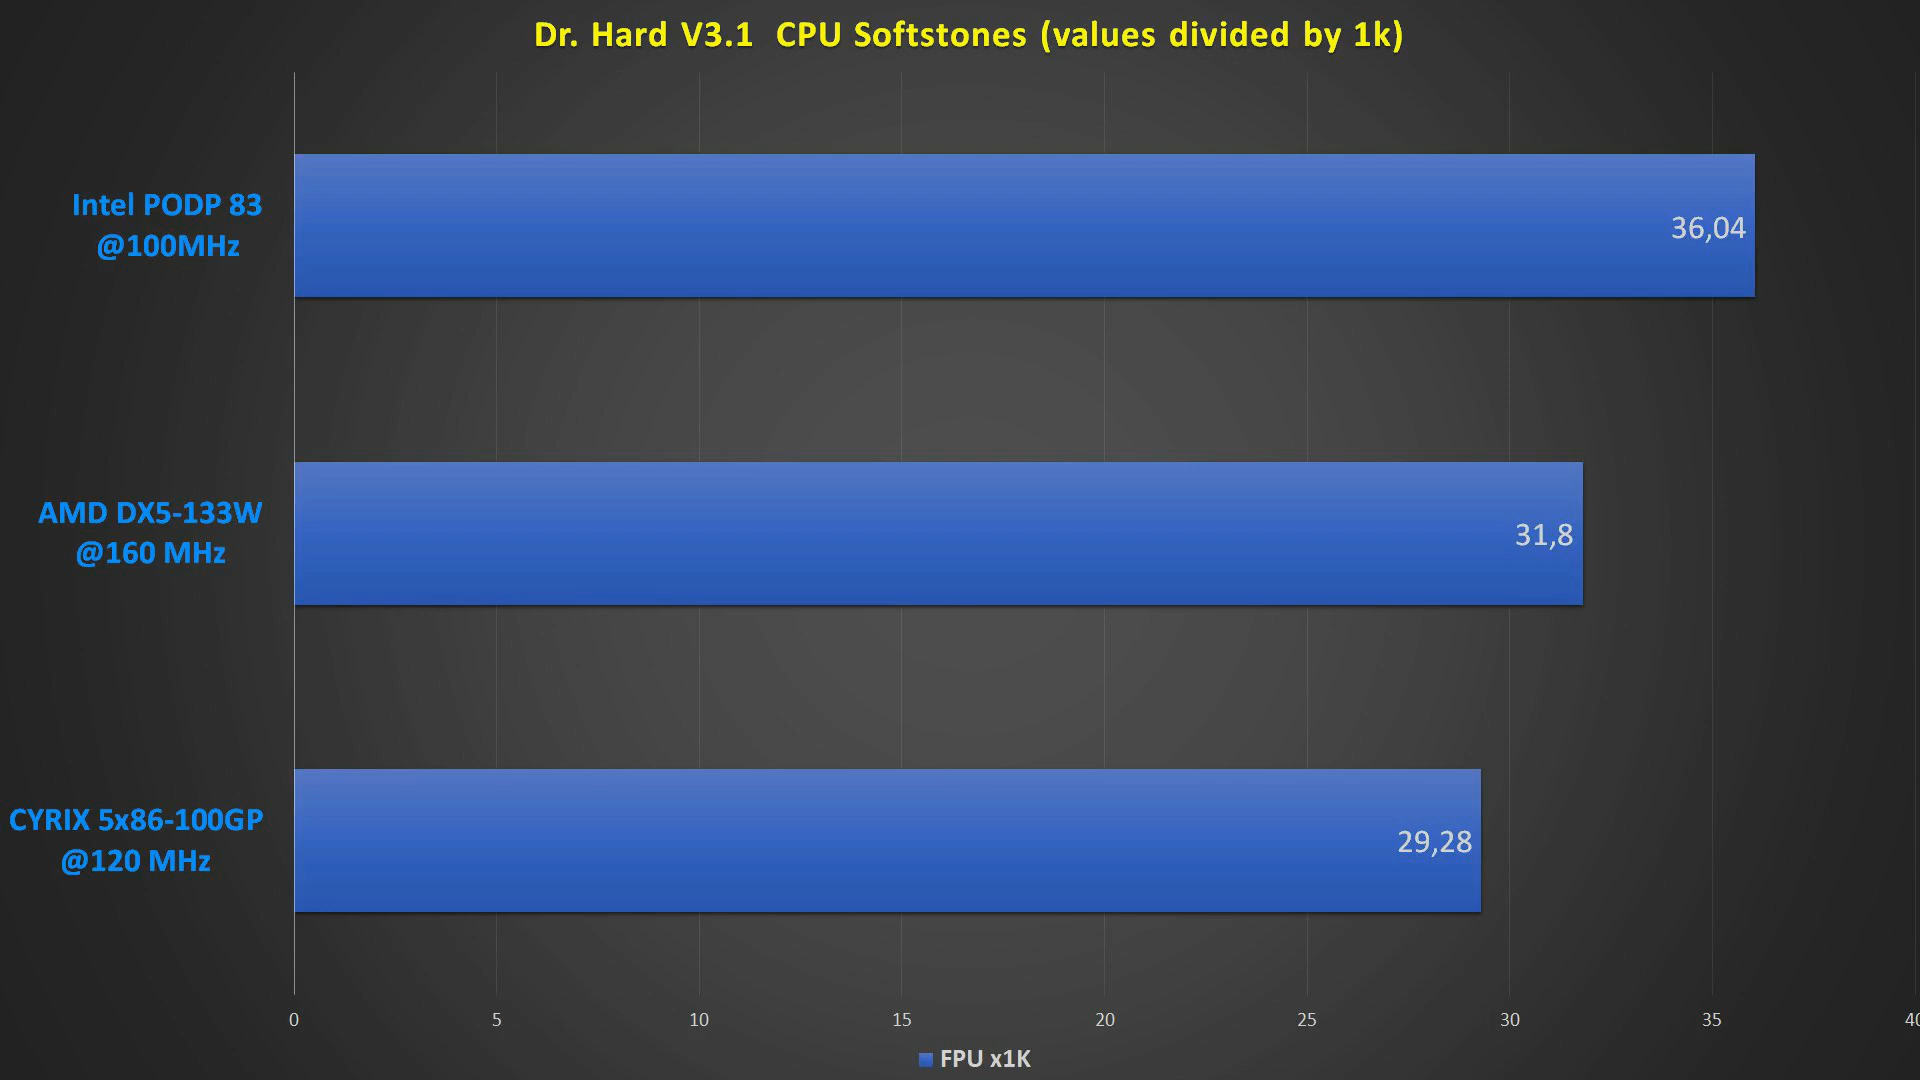 Dr. Hard V3.1 CPU Softstones (values divided by 1k)
Intel PODP 83
@100MHz
36,04
AMD DX5-133W
@160 MHz
31,8
CYRIX 5x86-100GP
@120 MHz
29,28
0 5 10 15 20 25 30 35 40
FPU x1K